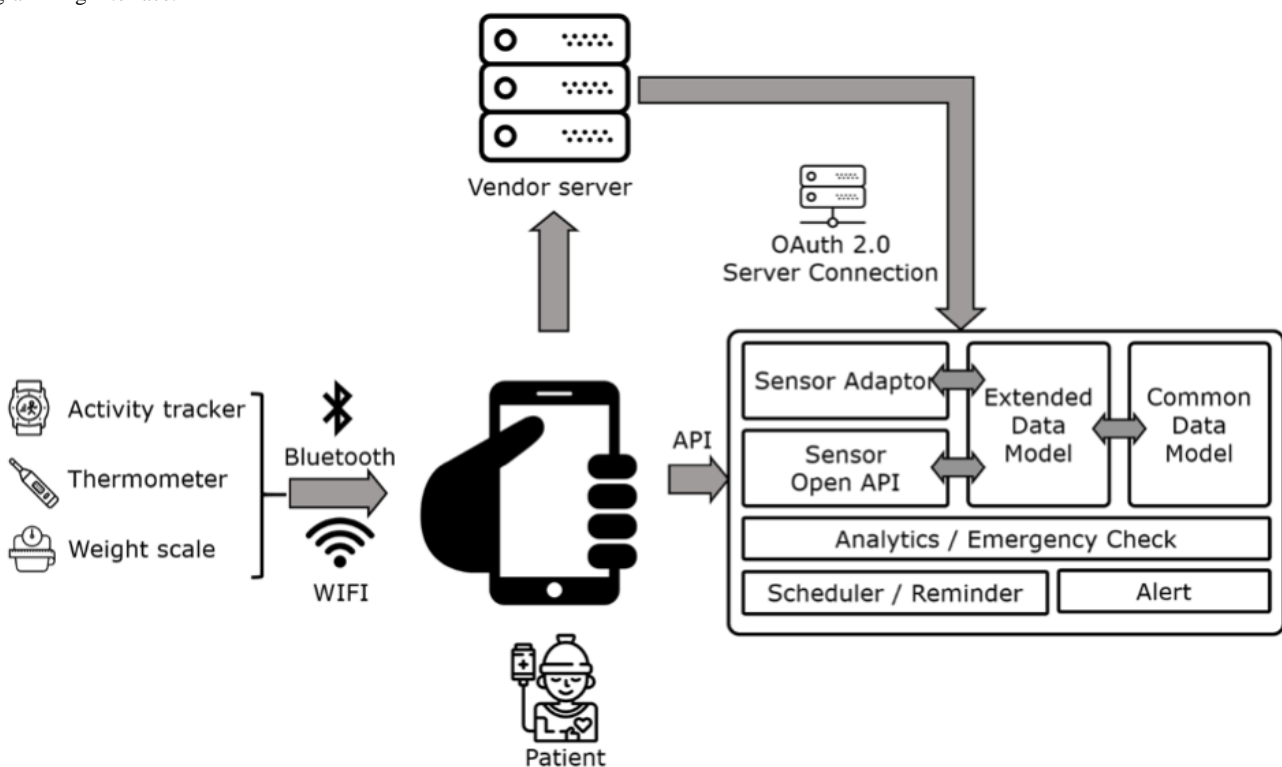 Vendor server
OAuth 2.0
Server Connection
Activity tracker
Thermometer
Weight scale
Bluetooth
WIFI
API
Sensor Adaptor
Sensor
Open API
Extended
Data
Model
Common
Data
Model
Analytics / Emergency Check
Scheduler / Reminder
Alert
Patient